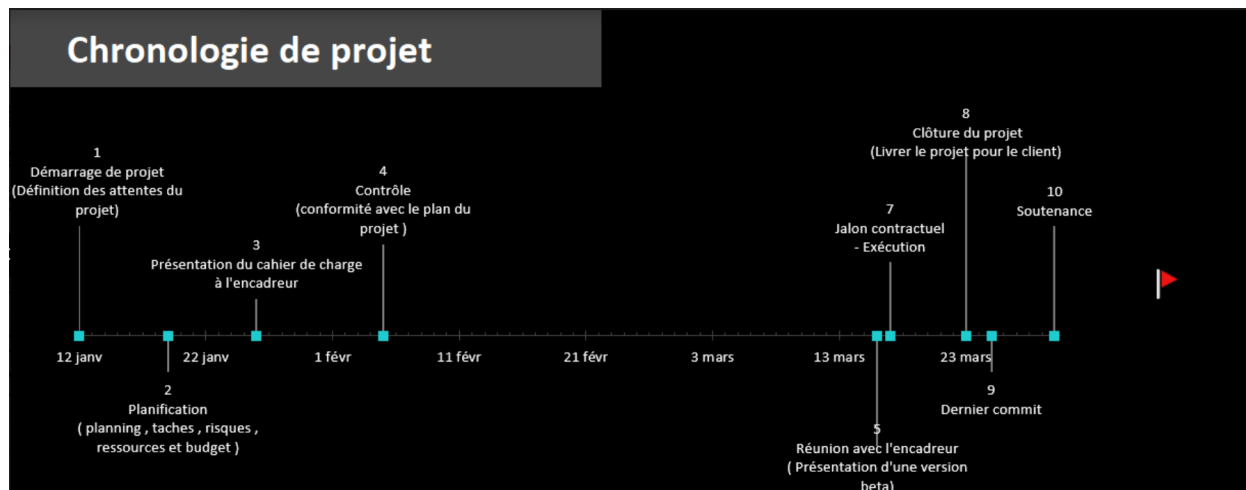 Chronologie de projet
1
Démarrage de projet
(Définition des attentes du
projet)
3
Présentation du cahier de charge
à l'encadreur
4
Contrôle
(conformité avec le plan du
projet )
7
Jalon contractuel
- Exécution
8
Clôture du projet
(Livrer le projet pour le client)
10
Soutenance
12 janv
22 janv
1 févr
11 févr
21 févr
3 mars
13 mars
23 mars
2
Planification
( planning , taches , risques ,
ressources et budget )
5
Réunion avec l'encadreur
( Présentation d'une version
beta)
9
Dernier commit